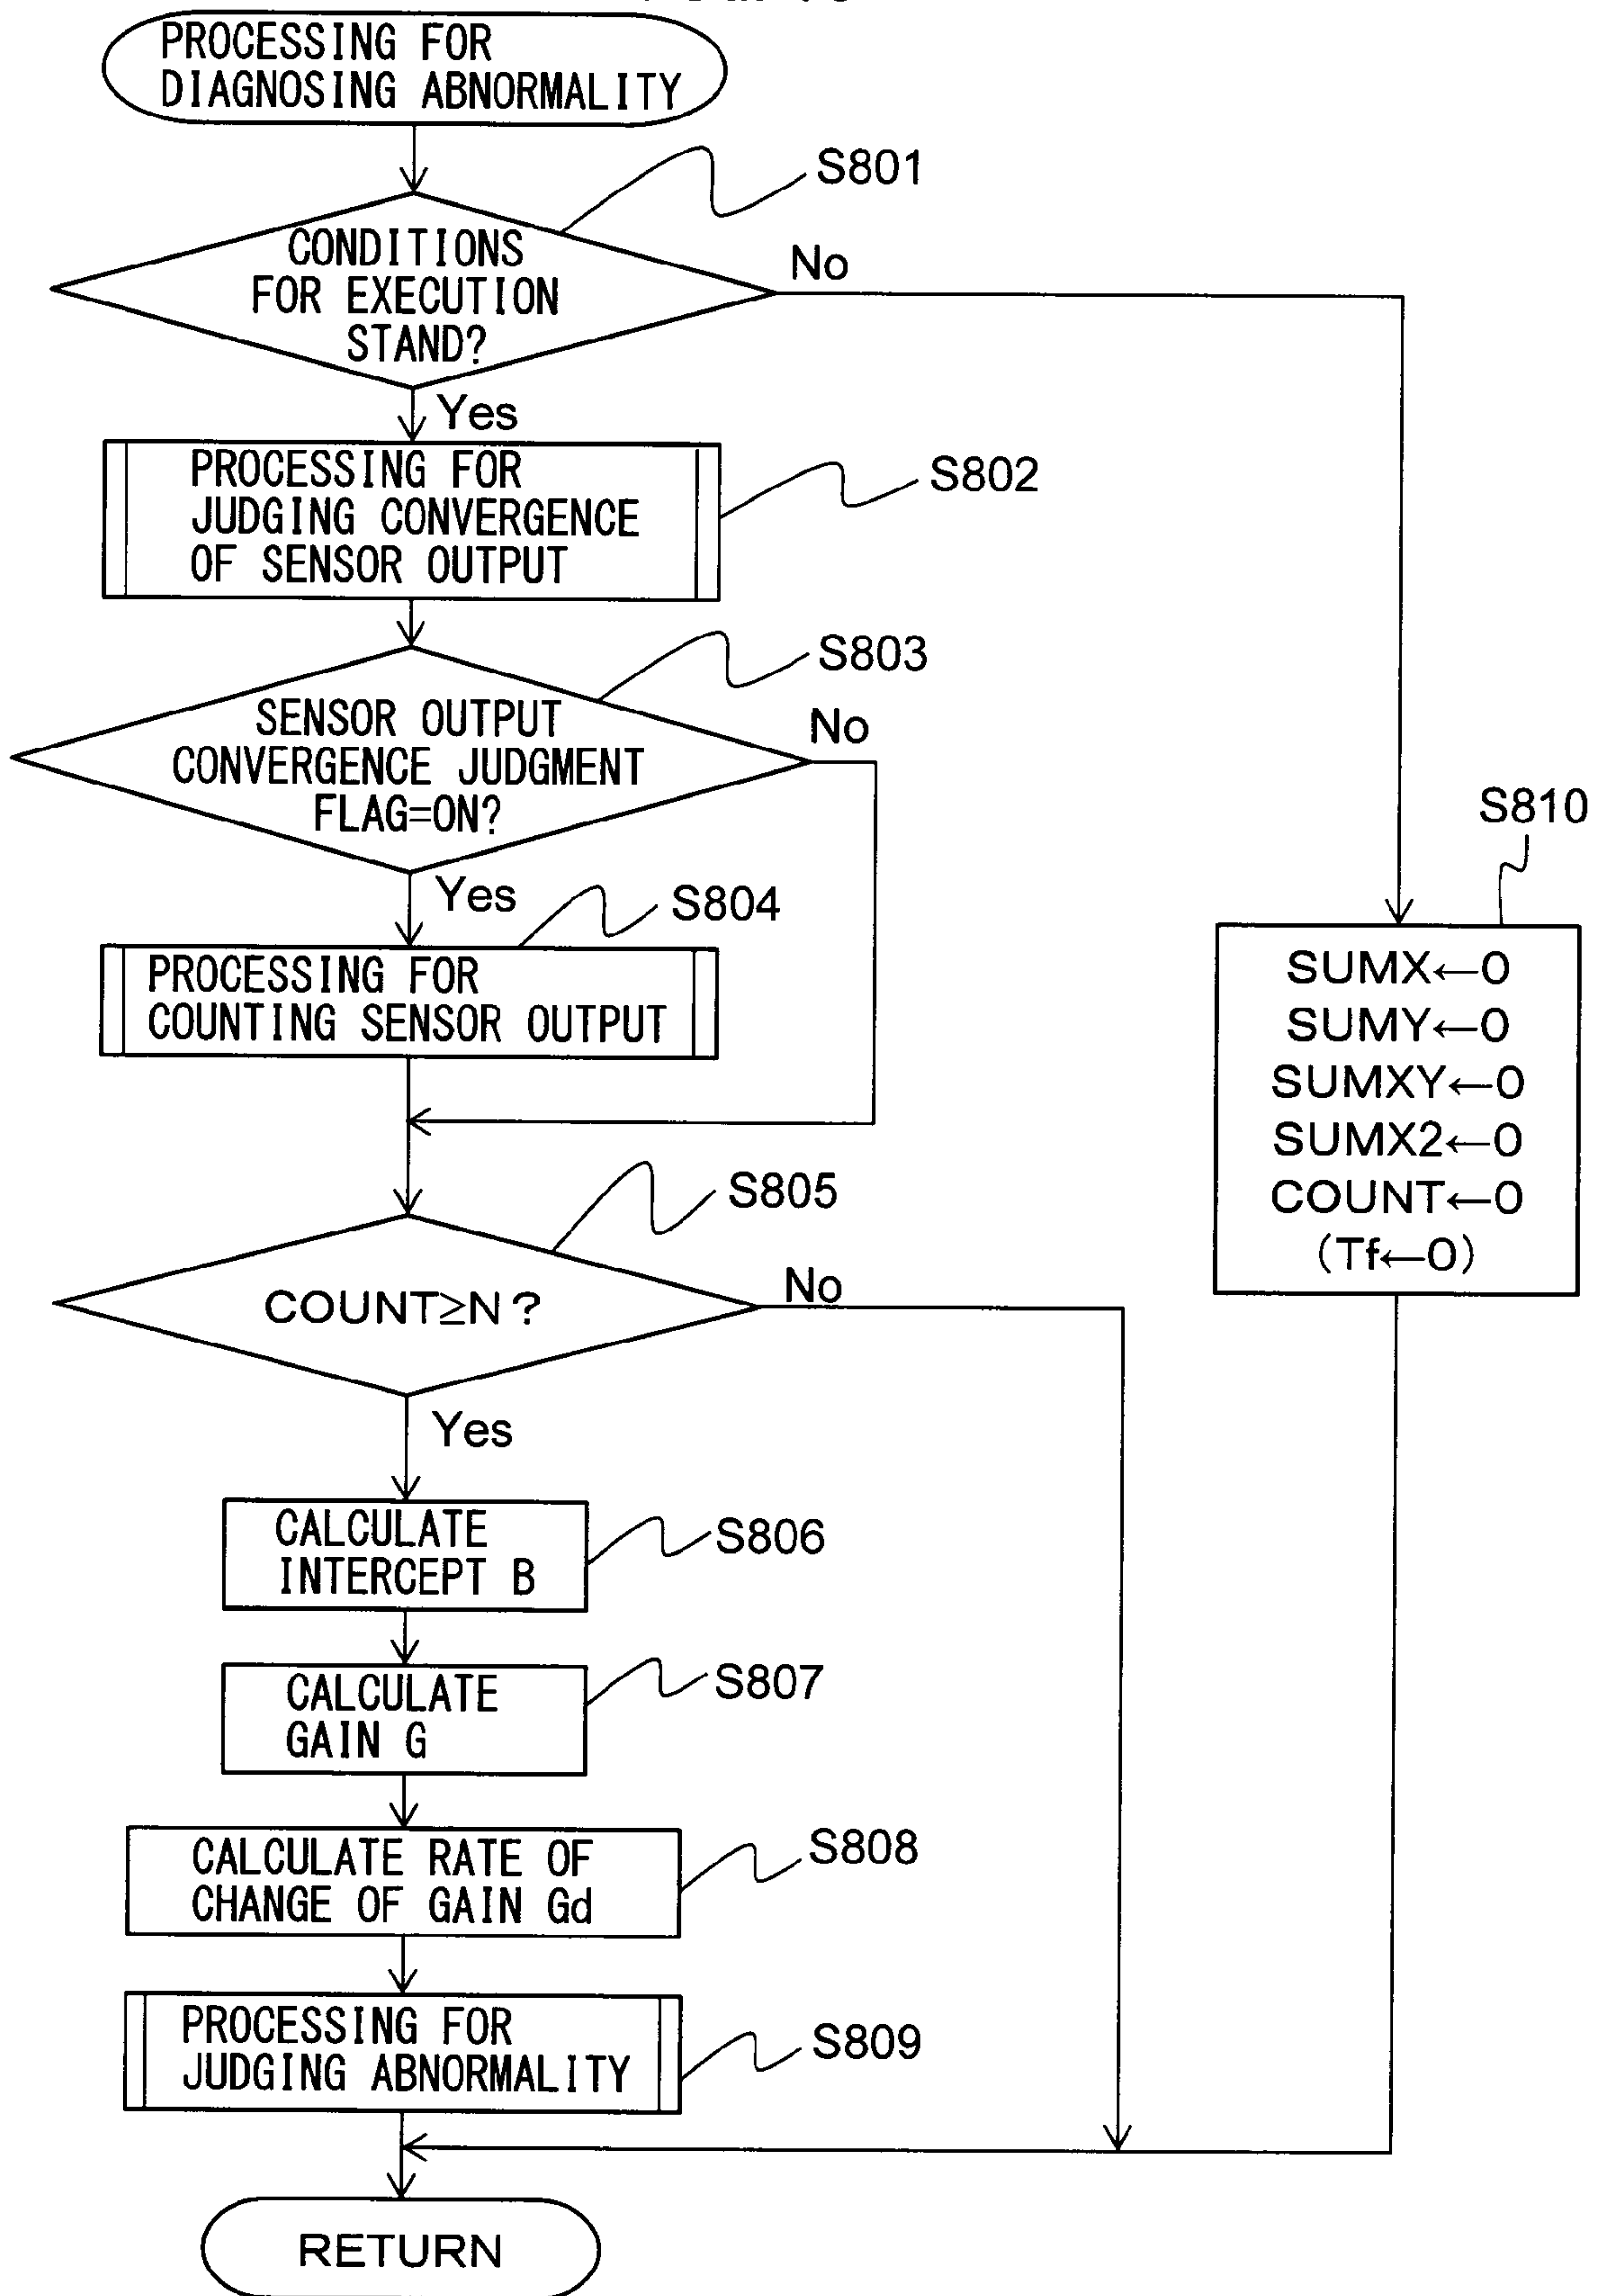 PROCESSING FOR
DIAGNOSING ABNORMALITY
S801
CONDITIONS
FOR EXECUTION
STAND?
No
Yes
PROCESSING FOR
JUDGING CONVERGENCE
OF SENSOR OUTPUT
S802
S803
SENSOR OUTPUT
CONVERGENCE JUDGMENT
FLAG=ON?
No
Yes
S804
PROCESSING FOR
COUNTING SENSOR OUTPUT
S810
SUMX←0
SUMY←0
SUMXY←0
SUMX2←0
COUNT←0
(Tf←0)
S805
COUNT≥N?
No
Yes
CALCULATE
INTERCEPT B
S806
CALCULATE
GAIN G
S807
CALCULATE RATE OF
CHANGE OF GAIN Gd
S808
PROCESSING FOR
JUDGING ABNORMALITY
S809
RETURN